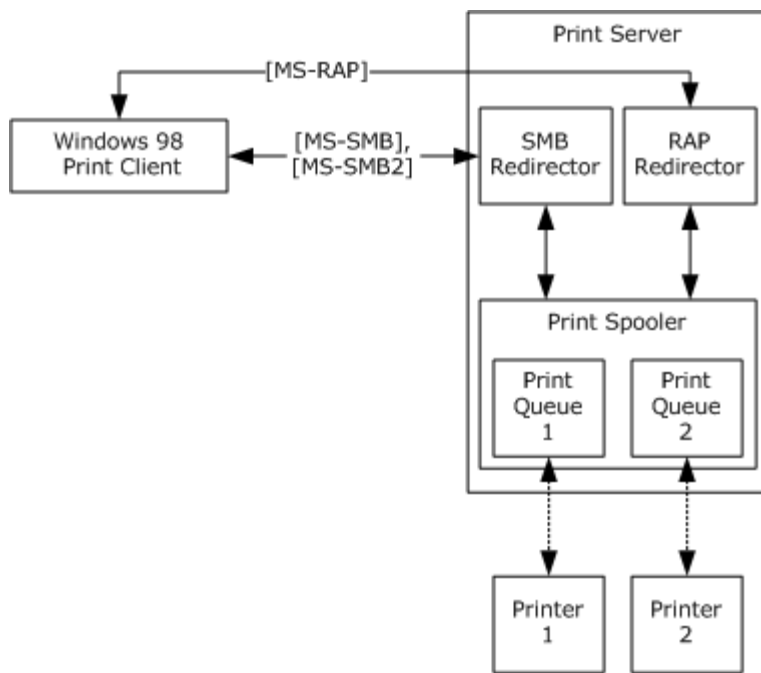 Print Server
[MS-RAP]
Windows 98
Print Client
[MS-SMB],
[MS-SMB2]
SMB
Redirector
RAP
Redirector
Print Spooler
Print
Queue
1
Print
Queue
2
Printer
1
Printer
2